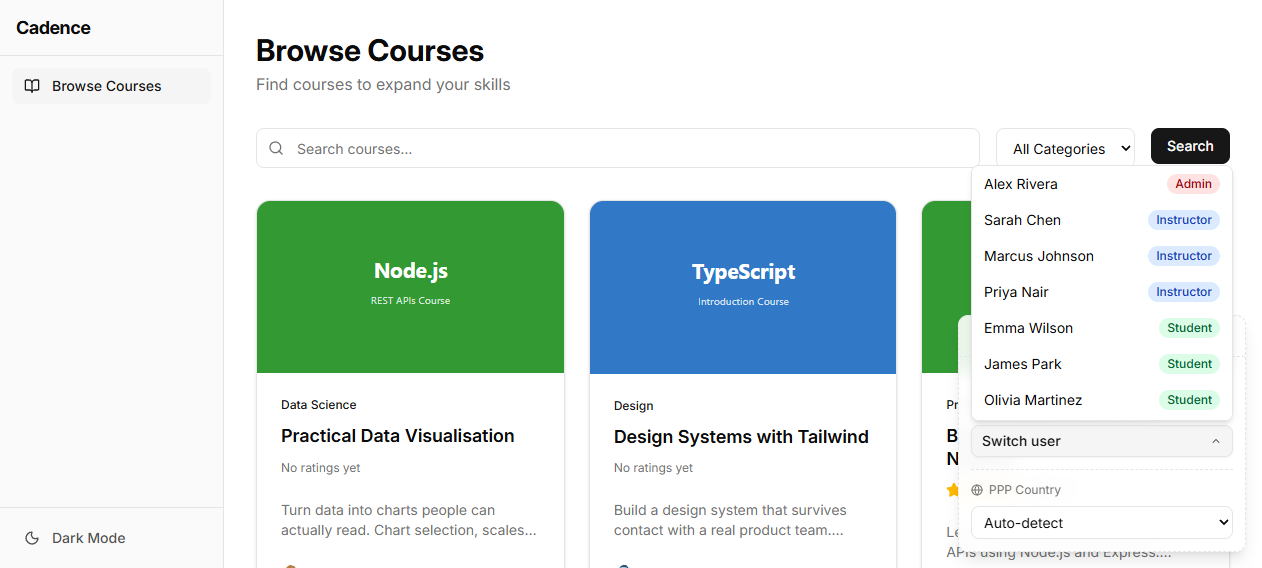 Cadence
Browse Courses
Dark Mode
Browse Courses
Find courses to expand your skills
Search courses...
All Categories
Search
Node.js
REST APIs Course
Data Science
Practical Data Visualisation
No ratings yet
Turn data into charts people can
actually read. Chart selection, scales...
TypeScript
Introduction Course
Design
Design Systems with Tailwind
No ratings yet
Build a design system that survives
contact with a real product team....
APIs using Node.js and Express....
Alex Rivera Admin
Sarah Chen Instructor
Marcus Johnson Instructor
Priya Nair Instructor
Emma Wilson Student
James Park Student
Olivia Martinez Student
Switch user
PPP Country
Auto-detect